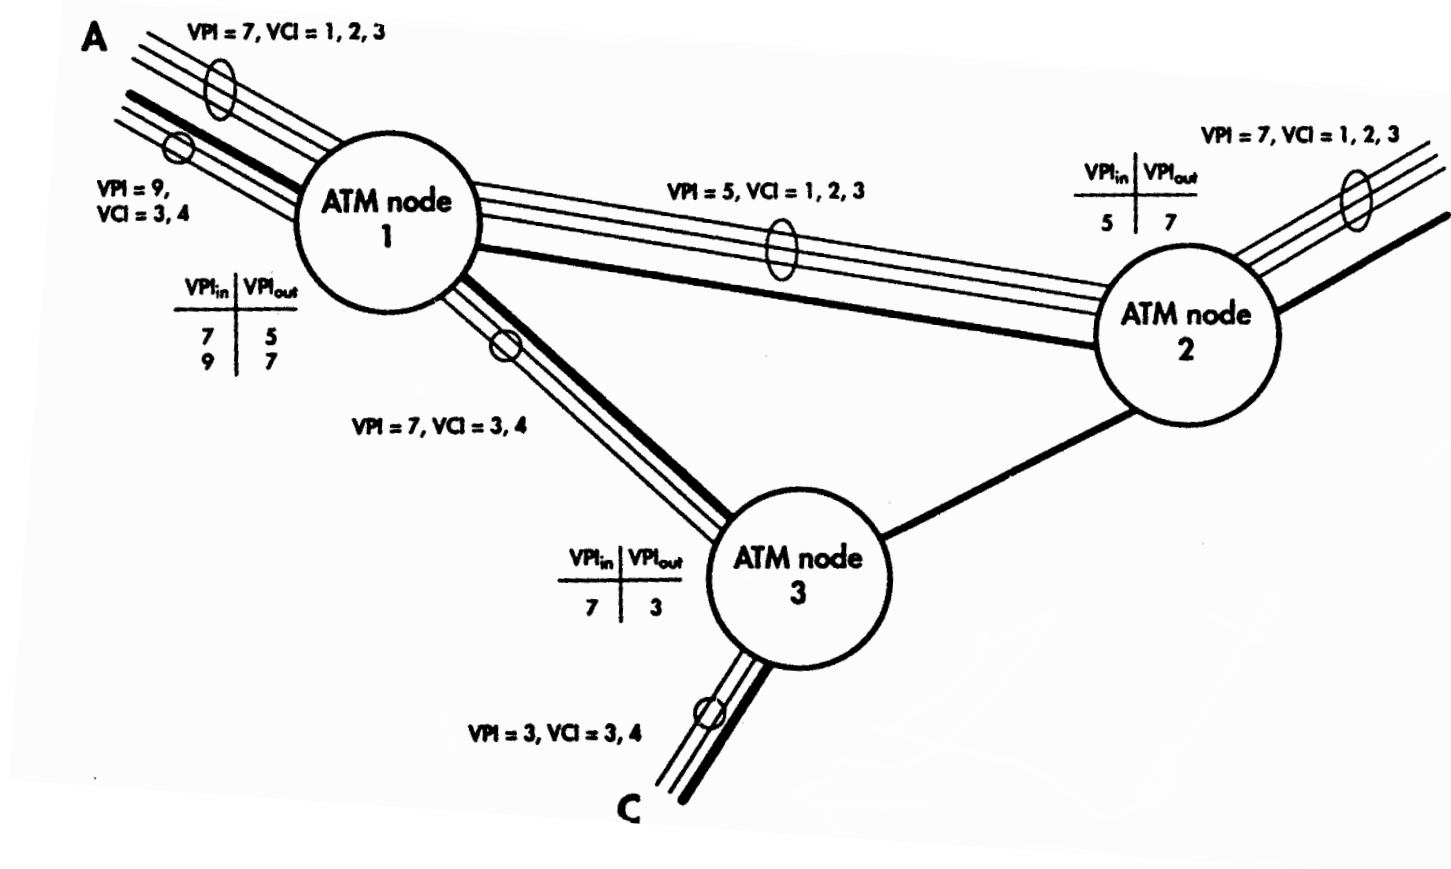 A
VPI = 7, VCI = 1, 2, 3
VPI = 9,
VCI = 3, 4
ATM node
1
VPIin VPIout
7 5
9 7
VPI = 5, VCI = 1, 2, 3
VPI = 7, VCI = 1, 2, 3
VPIin VPIout
5 7
ATM node
2
VPI = 7, VCI = 3, 4
VPIin VPIout
7 3
ATM node
3
VPI = 3, VCI = 3, 4
C